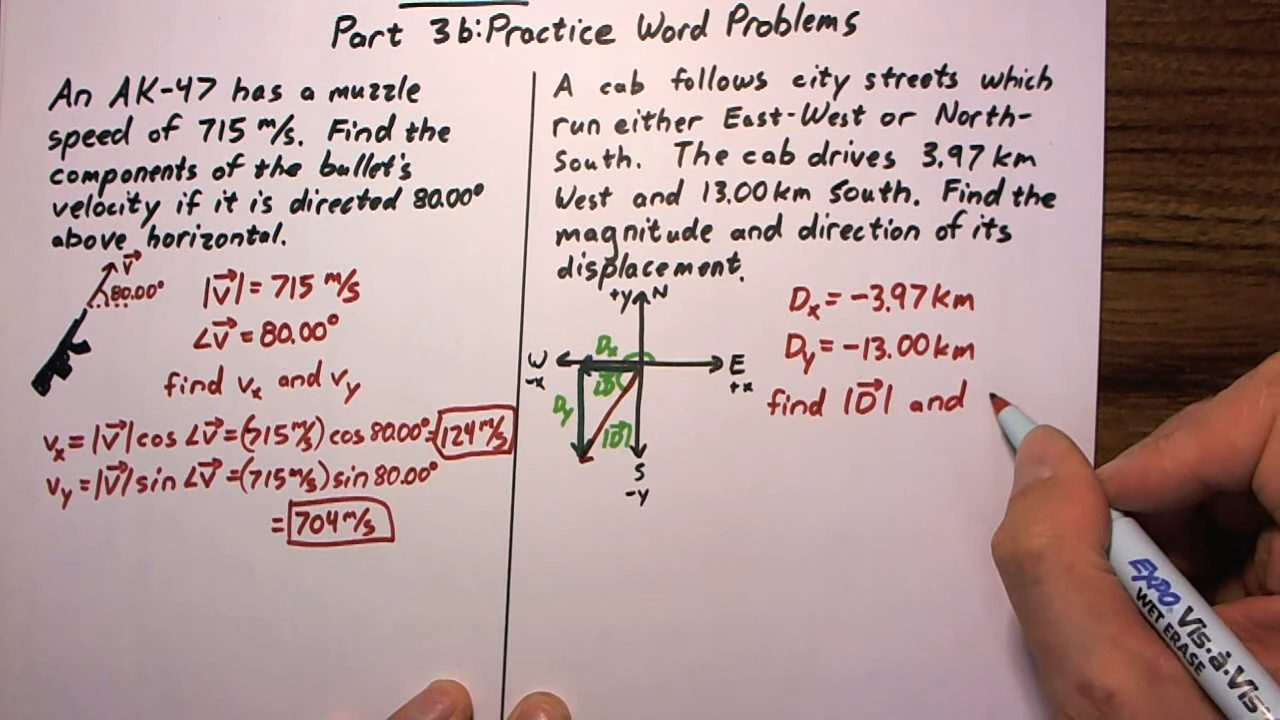 Part 3b: Practice Word Problems
An AK-47 has a muzzle
speed of 715 m/s. Find the
components of the bullet's
velocity if it is directed 80.00°
above horizontal.
v⃗
80.00°
|v⃗| = 715 m/s
∠v⃗ = 80.00°
find vₓ and vᵧ
vₓ = |v⃗| cos ∠v⃗ = (715 m/s) cos 80.00° = 124 m/s
vᵧ = |v⃗| sin ∠v⃗ = (715 m/s) sin 80.00°
= 704 m/s
A cab follows city streets which
run either East-West or North-
South. The cab drives 3.97 km
West and 13.00 km South. Find the
magnitude and direction of its
displacement.
+y N
W
-x
E
+x
S
-y
Dₓ
Dᵧ
|D⃗|
Dₓ = -3.97 km
Dᵧ = -13.00 km
find |D⃗| and
EXPO Vis-à-Vis
WET ERASE